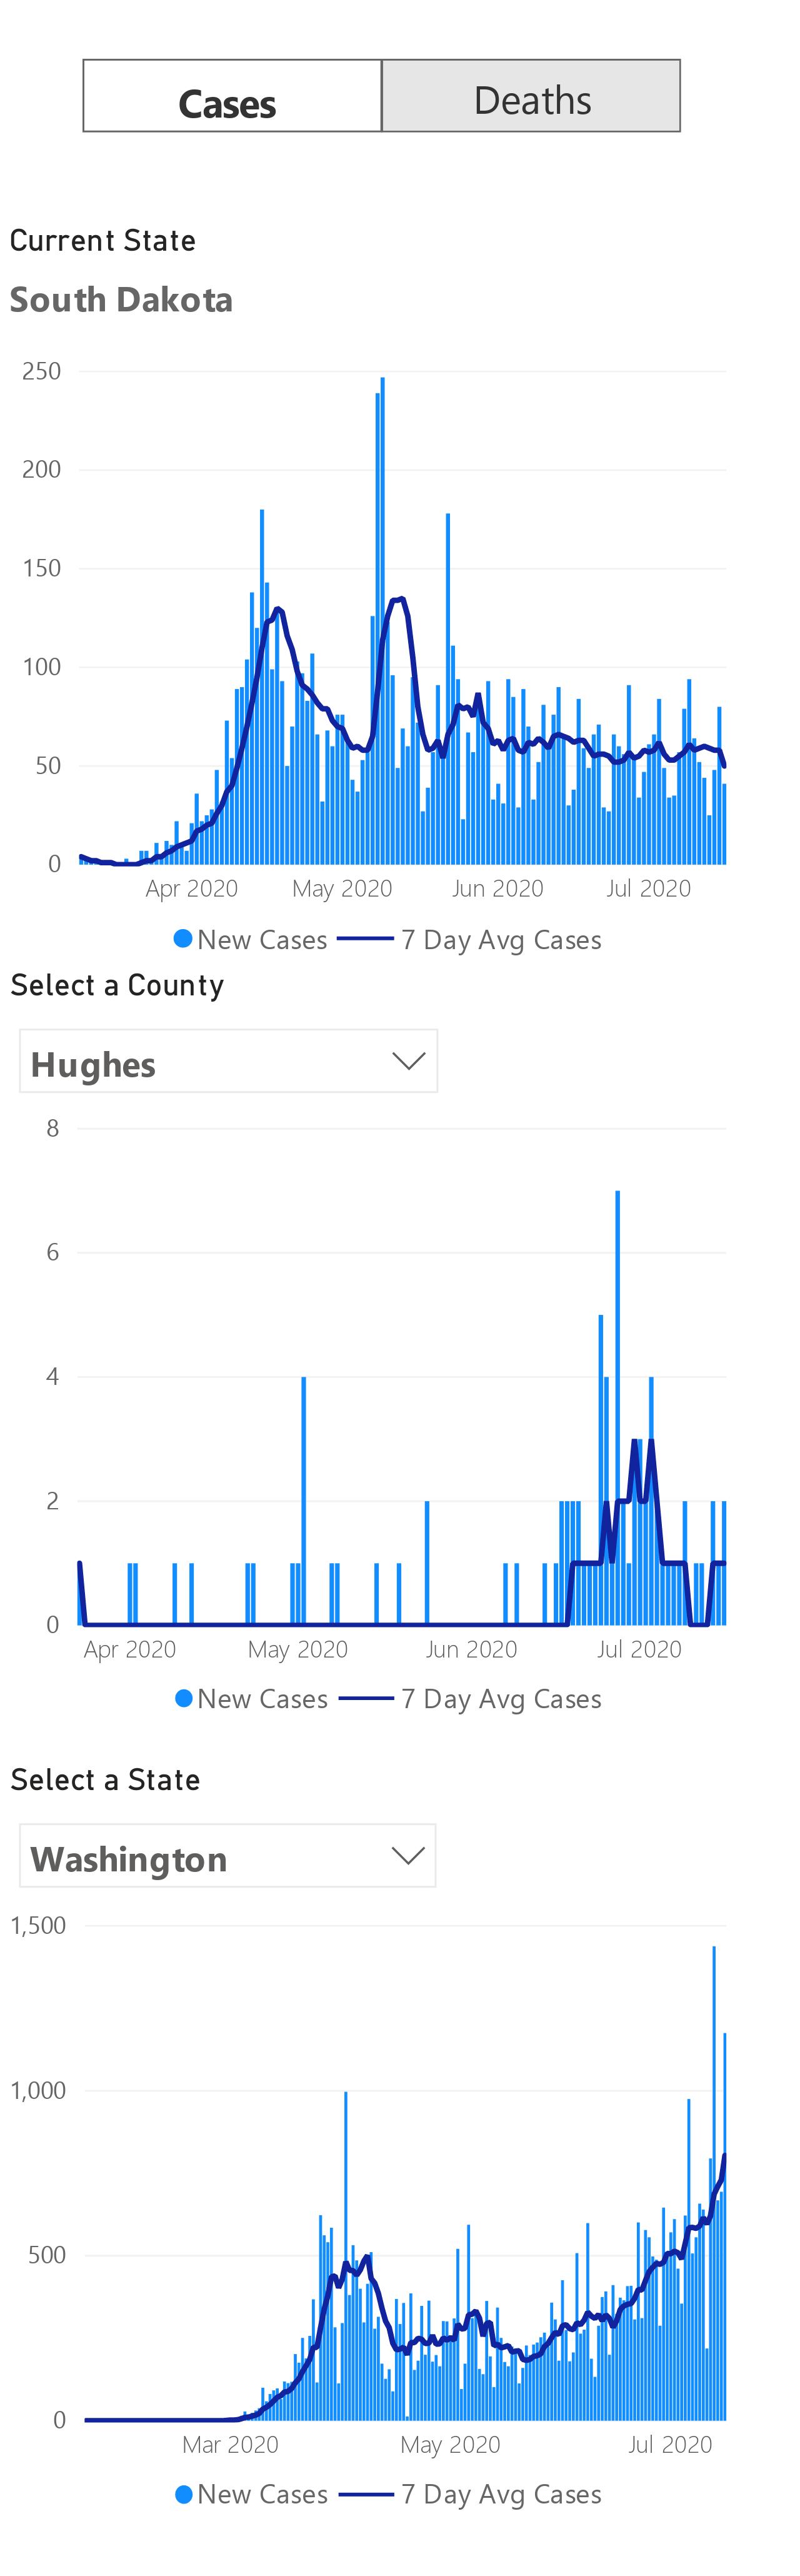 Cases Deaths
Current State
South Dakota
250
200
150
100
50
0
Apr 2020 May 2020 Jun 2020 Jul 2020
New Cases 7 Day Avg Cases
Select a County
Hughes
8
6
4
2
0
Apr 2020 May 2020 Jun 2020 Jul 2020
New Cases 7 Day Avg Cases
Select a State
Washington
1,500
1,000
500
0
Mar 2020 May 2020 Jul 2020
New Cases 7 Day Avg Cases